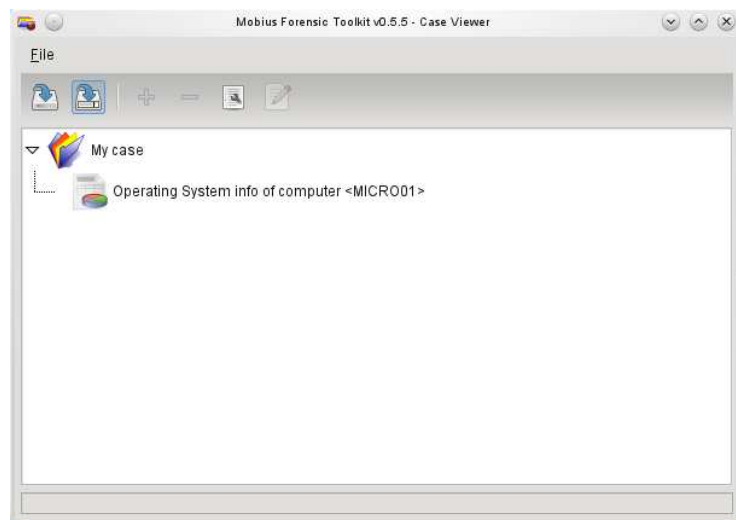 Mobius Forensic Toolkit v0.5.5 - Case Viewer
File
My case
Operating System info of computer <MICRO01>